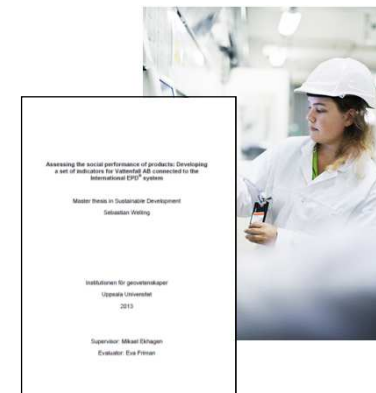 Assessing the social performance of products: Developing
a set of indicators for Vattenfall AB connected to the
International EPD® system
Master thesis in Sustainable Development
Sebastian Welling
Institutionen för geovetenskaper
Uppsala Universitet
2013
Supervisor: Mikael Ekhagen
Evaluator: Eva Friman